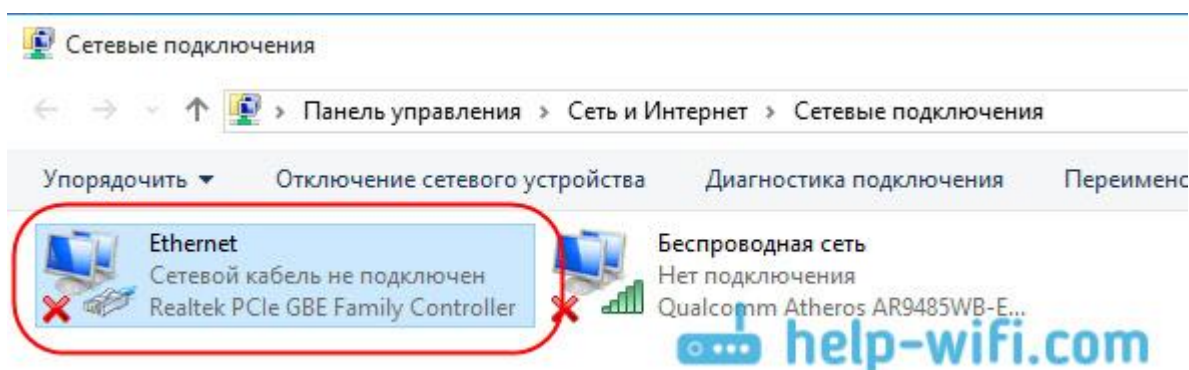 Сетевые подключения
Панель управления > Сеть и Интернет > Сетевые подключения
Упорядочить Отключение сетевого устройства Диагностика подключения Переимено
Ethernet
Сетевой кабель не подключен
Realtek PCIe GBE Family Controller
Беспроводная сеть
Нет подключения
Qualcomm Atheros AR9485WB-E...
help-wifi.com